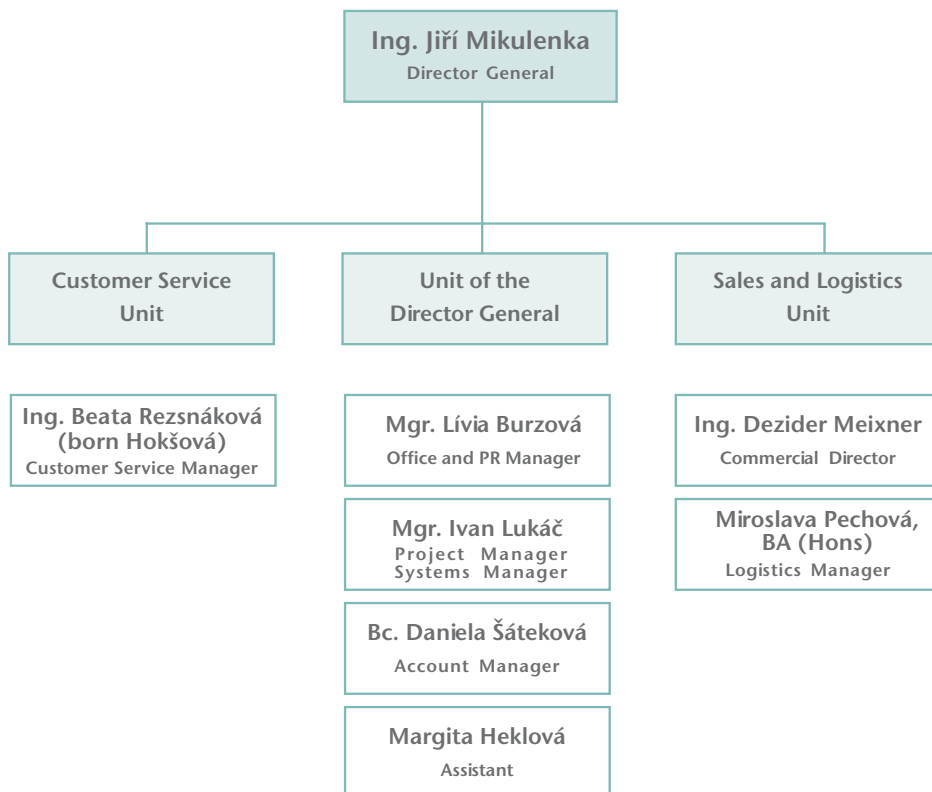 Ing. Jiří Mikulenka
Director General
Customer Service
Unit
Unit of the
Director General
Sales and Logistics
Unit
Ing. Beata Rezsnáková
(born Hokšová)
Customer Service Manager
Mgr. Lívia Burzová
Office and PR Manager
Mgr. Ivan Lukáč
Project Manager
Systems Manager
Bc. Daniela Šáteková
Account Manager
Margita Heklová
Assistant
Ing. Dezider Meixner
Commercial Director
Miroslava Pechová,
BA (Hons)
Logistics Manager